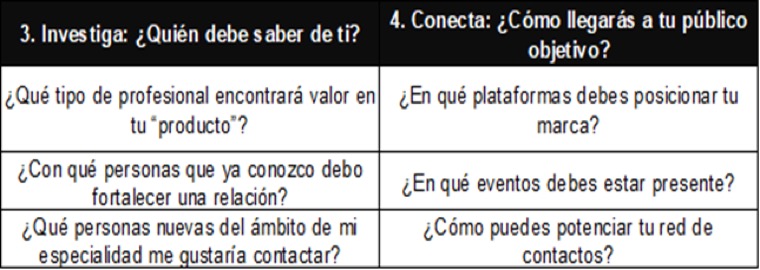 3. Investiga: ¿Quién debe saber de ti?
4. Conecta: ¿Cómo llegarás a tu público
objetivo?
¿Qué tipo de profesional encontrará valor en
tu “producto”?
¿En qué plataformas debes posicionar tu
marca?
¿Con qué personas que ya conozco debo
fortalecer una relación?
¿En qué eventos debes estar presente?
¿Qué personas nuevas del ámbito de mi
especialidad me gustaría contactar?
¿Cómo puedes potenciar tu red de
contactos?